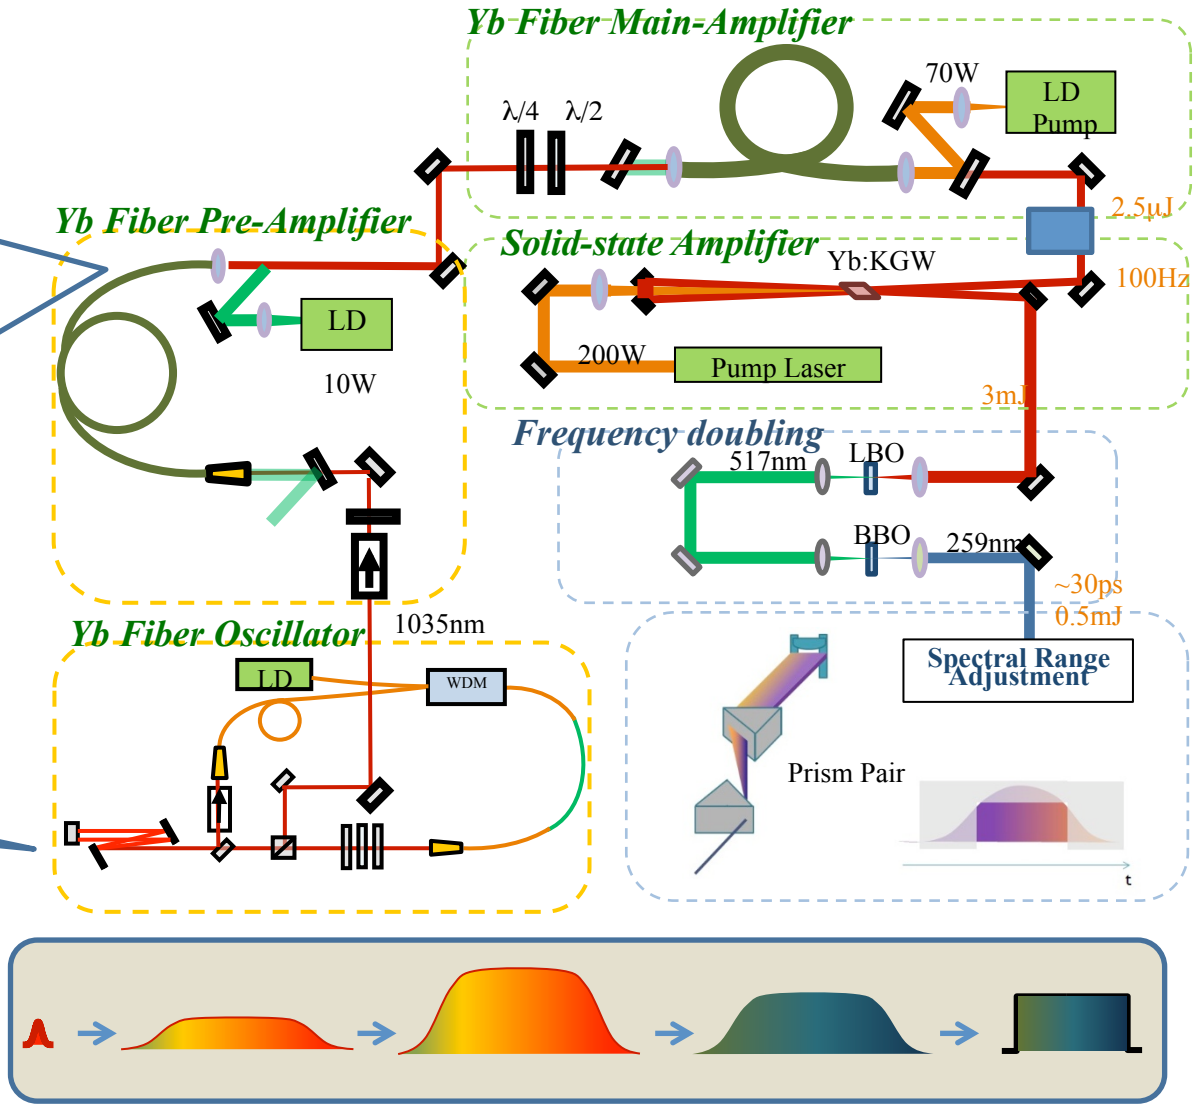 Yb Fiber Main-Amplifier
70W
LD
Pump
λ/4
λ/2
2.5μJ
Yb Fiber Pre-Amplifier
LD
10W
Solid-state Amplifier
Yb:KGW
100Hz
200W
Pump Laser
3mJ
Frequency doubling
517nm
LBO
BBO
259nm
~30ps
0.5mJ
Yb Fiber Oscillator
1035nm
LD
WDM
Spectral Range
Adjustment
Prism Pair
t